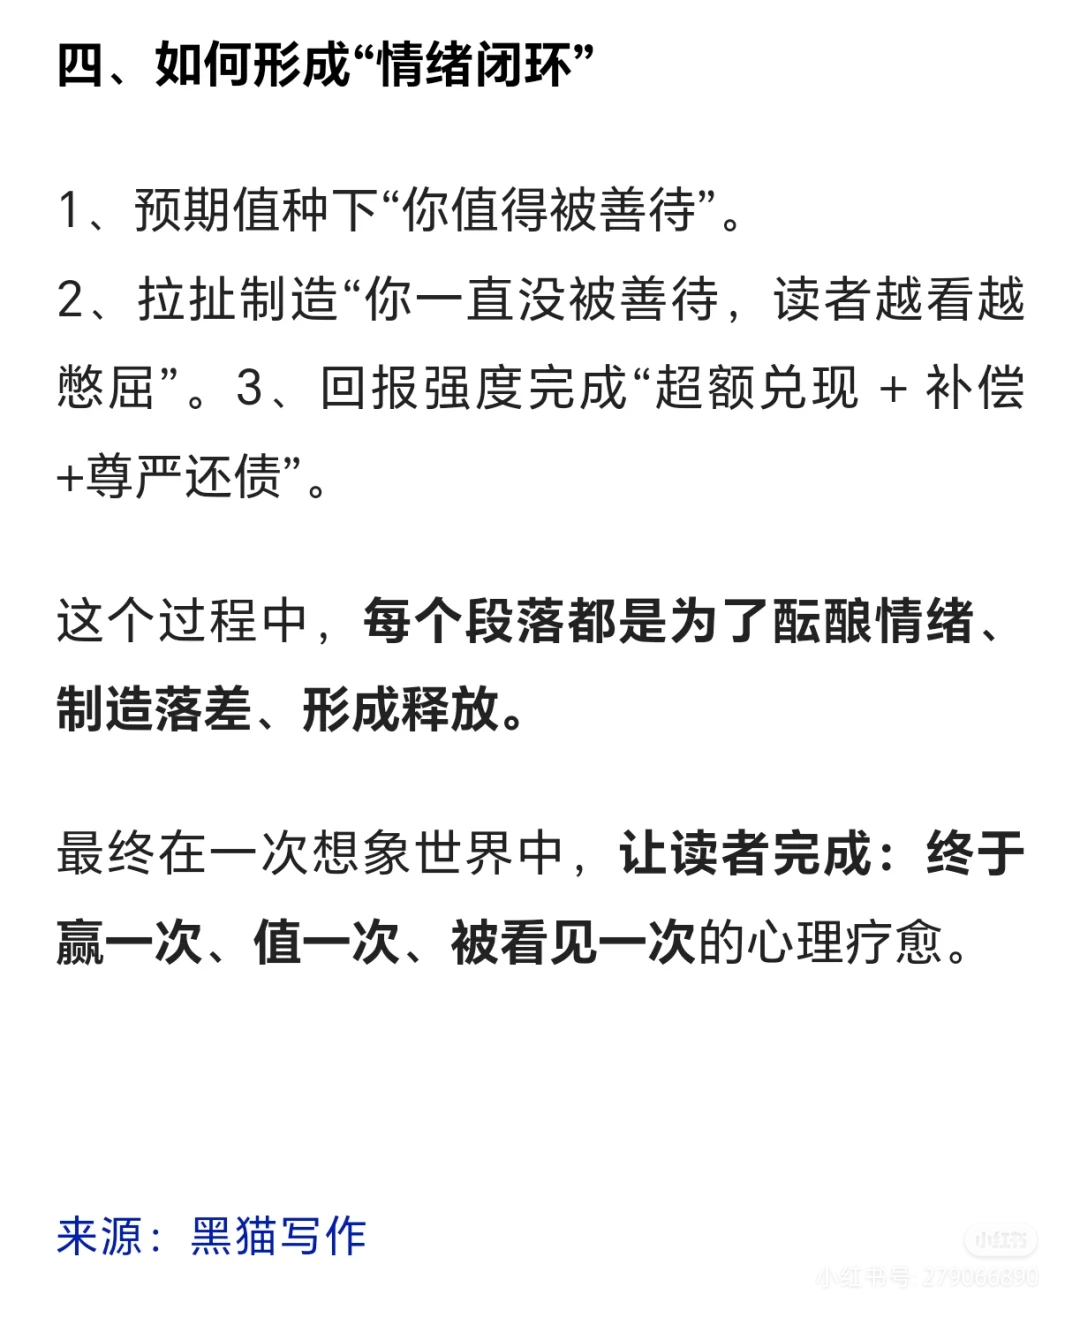 四、如何形成“情绪闭环”
1、预期值种下“你值得被善待”。
2、拉扯制造“你一直没被善待，读者越看越
憋屈”。3、回报强度完成“超额兑现 + 补偿
+尊严还债”。
这个过程中，每个段落都是为了酝酿情绪、
制造落差、形成释放。
最终在一次想象世界中，让读者完成：终于
赢一次、值一次、被看见一次的心理疗愈。
来源：黑猫写作
小红书
小红书号: 279066890